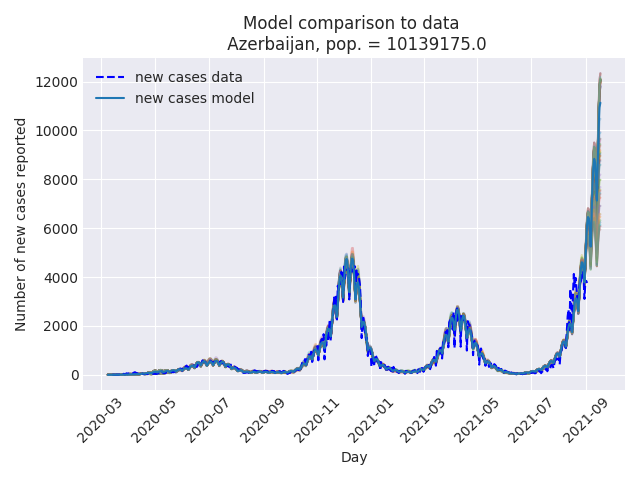 Model comparison to data
Azerbaijan, pop. = 10139175.0
new cases data
new cases model
Number of new cases reported
12000
10000
8000
6000
4000
2000
0
2020-03
2020-05
2020-07
2020-09
2020-11
2021-01
2021-03
2021-05
2021-07
2021-09
Day